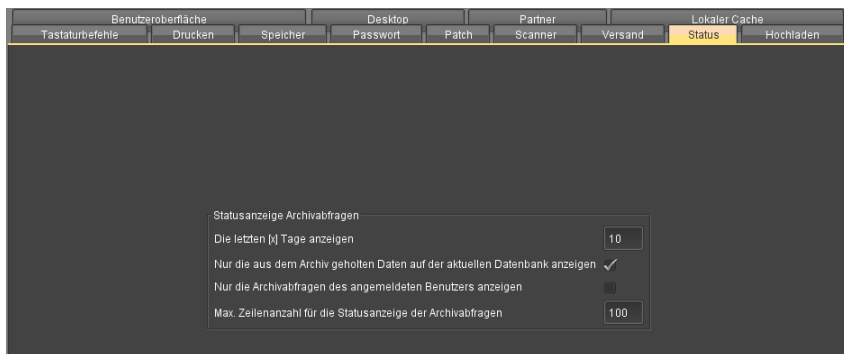 Benutzeroberfläche Desktop Partner Lokaler Cache
Tastaturbefehle Drucken Speicher Passwort Patch Scanner Versand Status Hochladen
Statusanzeige Archivabfragen
Die letzten [x] Tage anzeigen 10
Nur die aus dem Archiv geholten Daten auf der aktuellen Datenbank anzeigen
Nur die Archivabfragen des angemeldeten Benutzers anzeigen
Max. Zeilenanzahl für die Statusanzeige der Archivabfragen 100